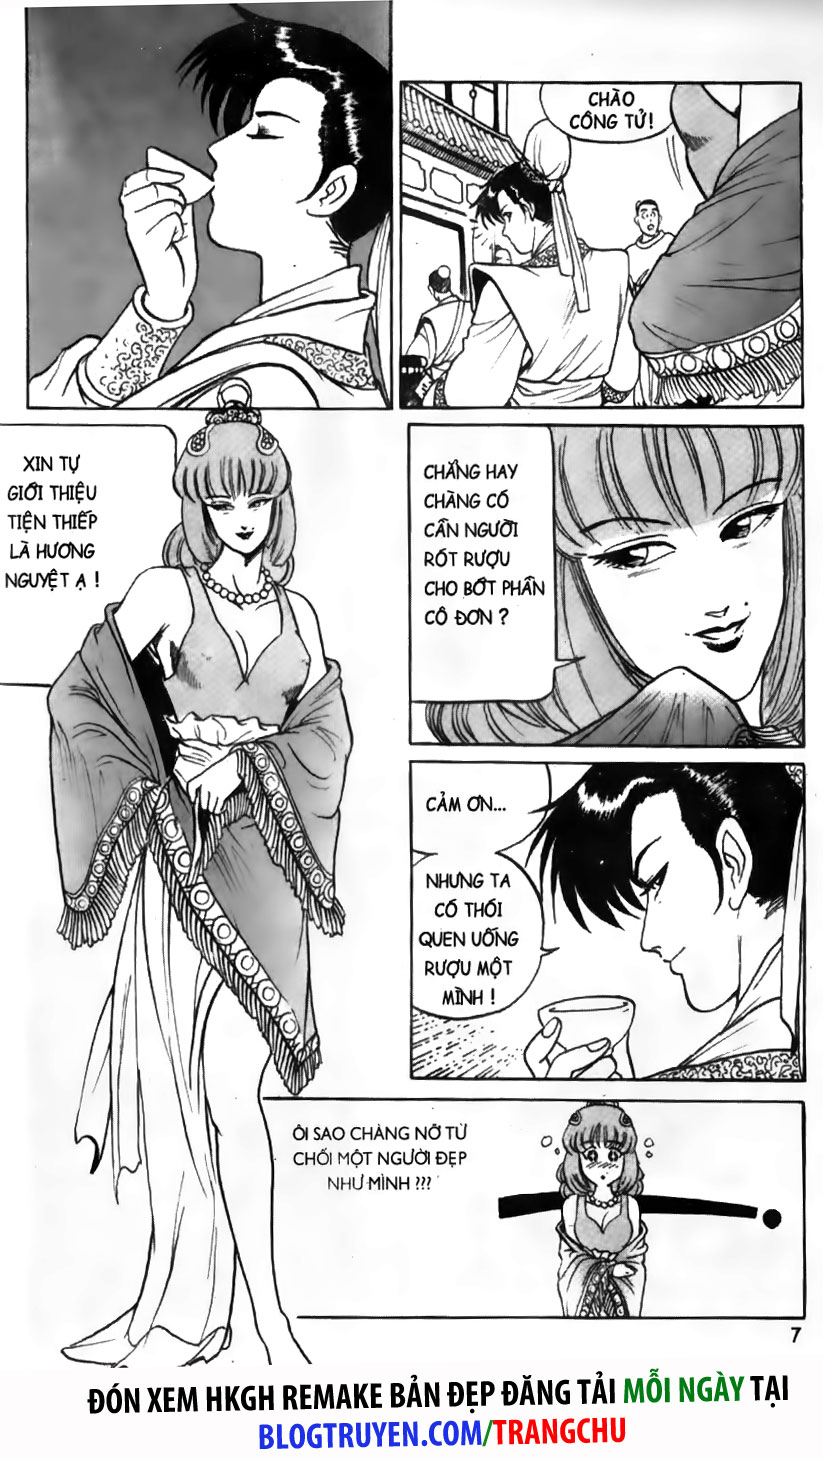 CHÀO
CÔNG TỬ!
XIN TỰ
GIỚI THIỆU
TIỆN THIẾP
LÀ HƯƠNG
NGUYỆT Ạ !
CHẲNG HAY
CHÀNG CÓ
CẦN NGƯỜI
RÓT RƯỢU
CHO BỚT PHẦN
CÔ ĐƠN ?
CẢM ƠN...
NHƯNG TA
CÓ THÓI
QUEN UỐNG
RƯỢU MỘT
MÌNH !
ÔI SAO CHÀNG NỠ TỪ
CHỐI MỘT NGƯỜI ĐẸP
NHƯ MÌNH ???
7
ĐÓN XEM HKGH REMAKE BẢN ĐẸP ĐĂNG TẢI MỖI NGÀY TẠI
BLOGTRUYEN.COM/TRANGCHU